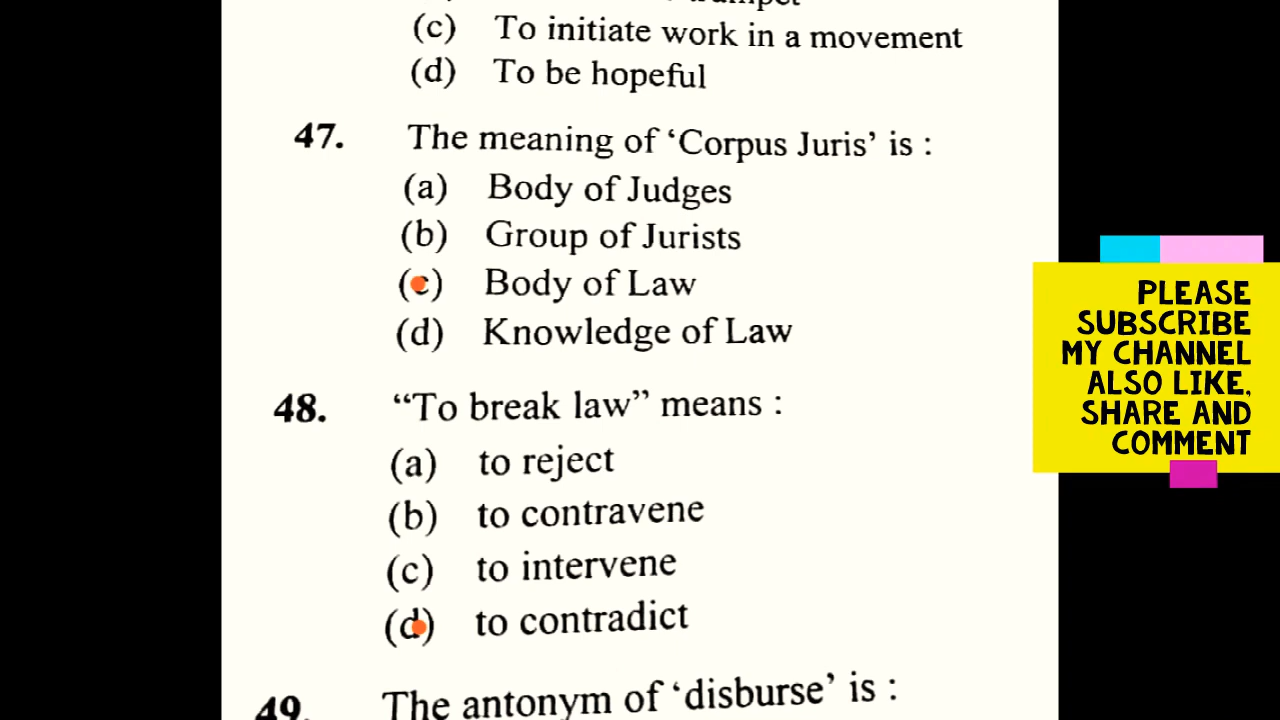 (c) To initiate work in a movement
(d) To be hopeful
47. The meaning of ‘Corpus Juris’ is :
(a) Body of Judges
(b) Group of Jurists
(c) Body of Law
(d) Knowledge of Law
48. “To break law” means :
(a) to reject
(b) to contravene
(c) to intervene
(d) to contradict
49. The antonym of ‘disburse’ is :
PLEASE
SUBSCRIBE
MY CHANNEL
ALSO LIKE,
SHARE AND
COMMENT